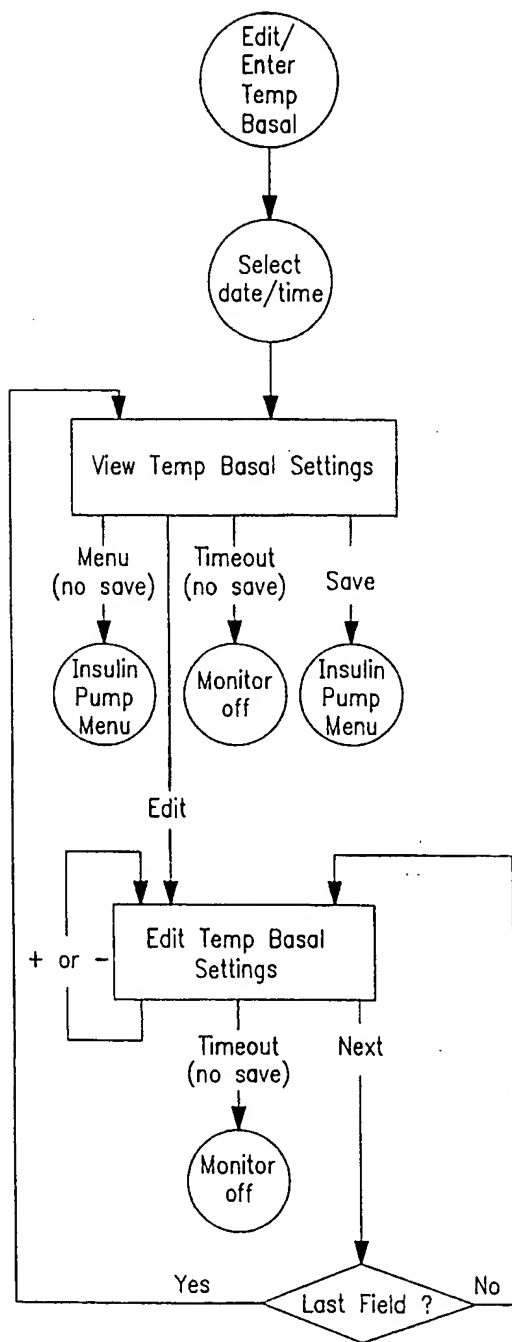 Edit/
Enter
Temp
Basal
Select
date/time
View Temp Basal Settings
Menu
(no save)
Timeout
(no save)
Save
Insulin
Pump
Menu
Monitor
off
Insulin
Pump
Menu
Edit
+ or -
Edit Temp Basal
Settings
Timeout
(no save)
Next
Monitor
off
Yes
Last Field ?
No